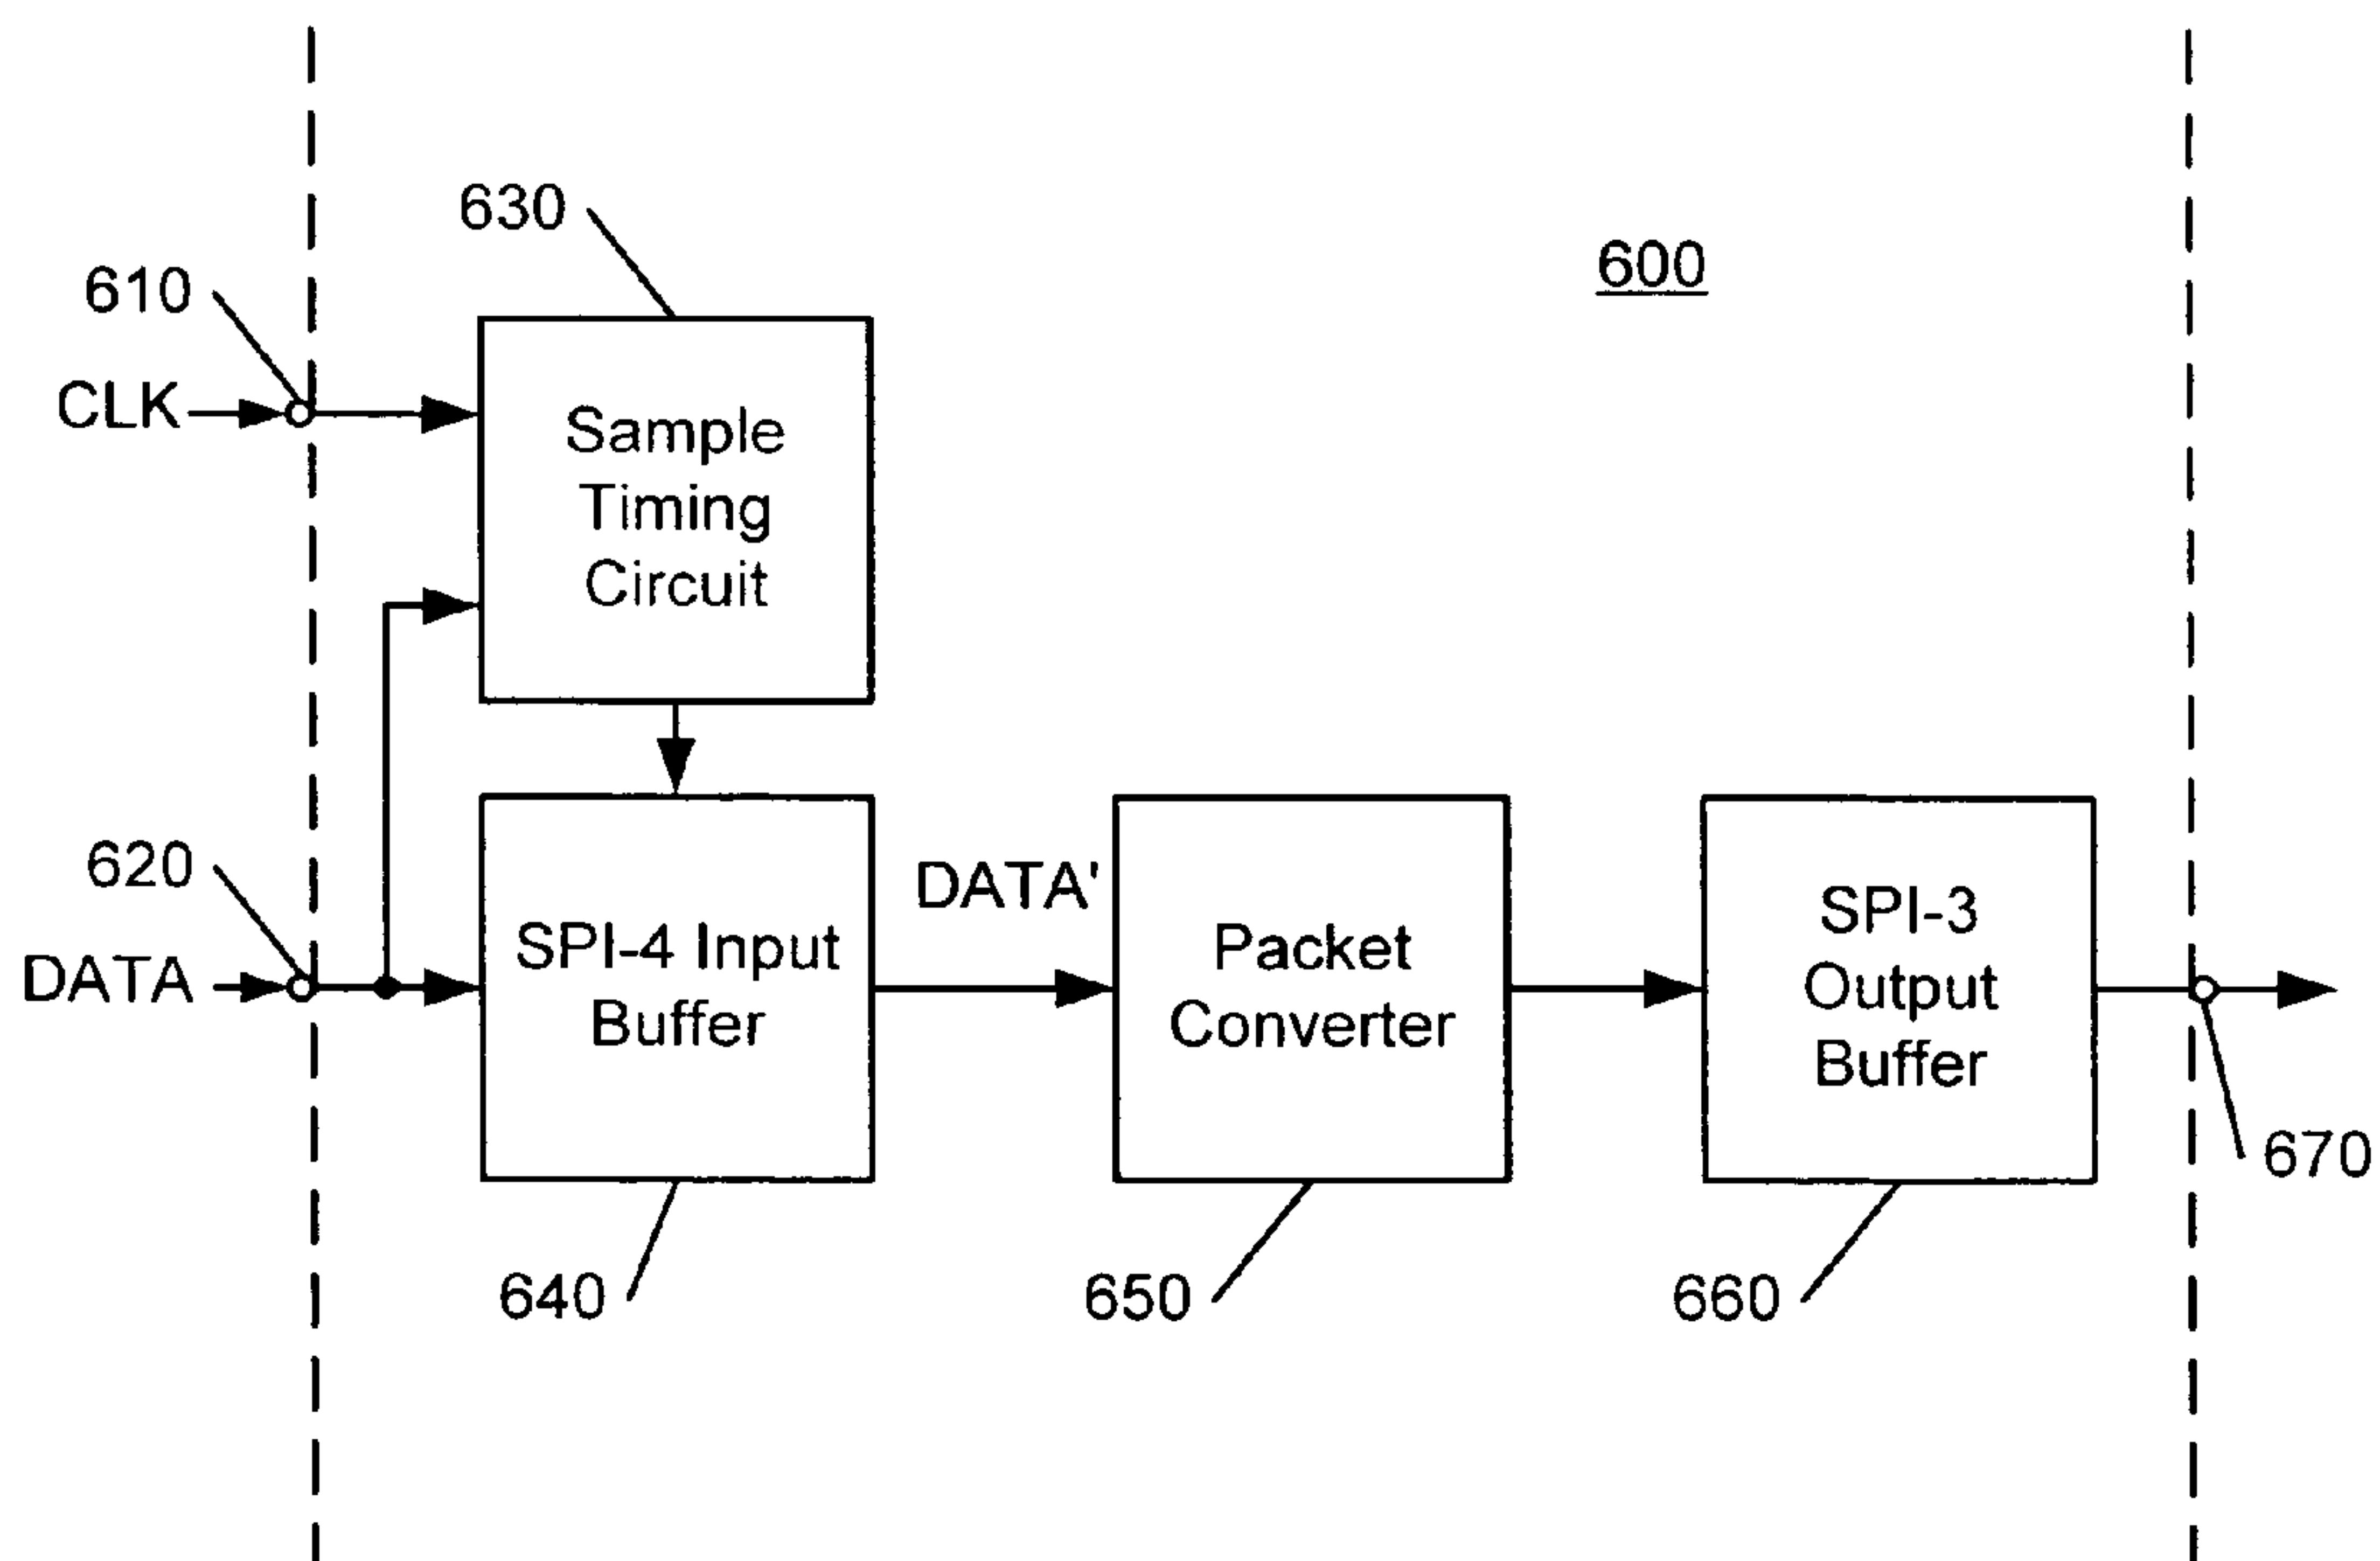 630
600
610
CLK
Sample
Timing
Circuit
620
DATA
SPI-4 Input
Buffer
DATA'
Packet
Converter
SPI-3
Output
Buffer
670
640
650
660